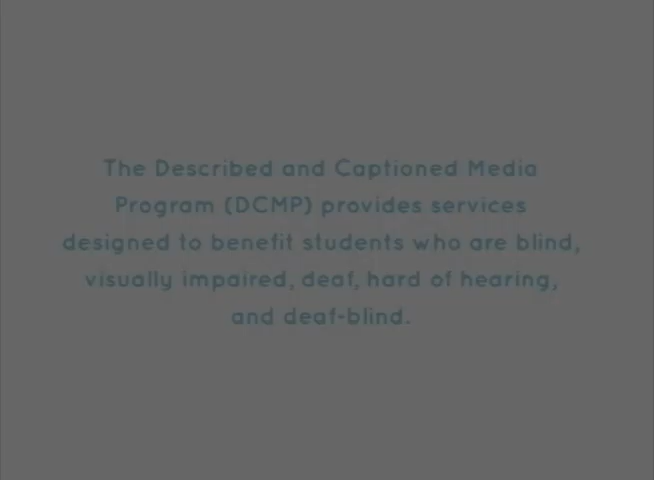 The Described and Captioned Media
Program (DCMP) provides services
designed to benefit students who are blind,
visually impaired, deaf, hard of hearing,
and deaf-blind.